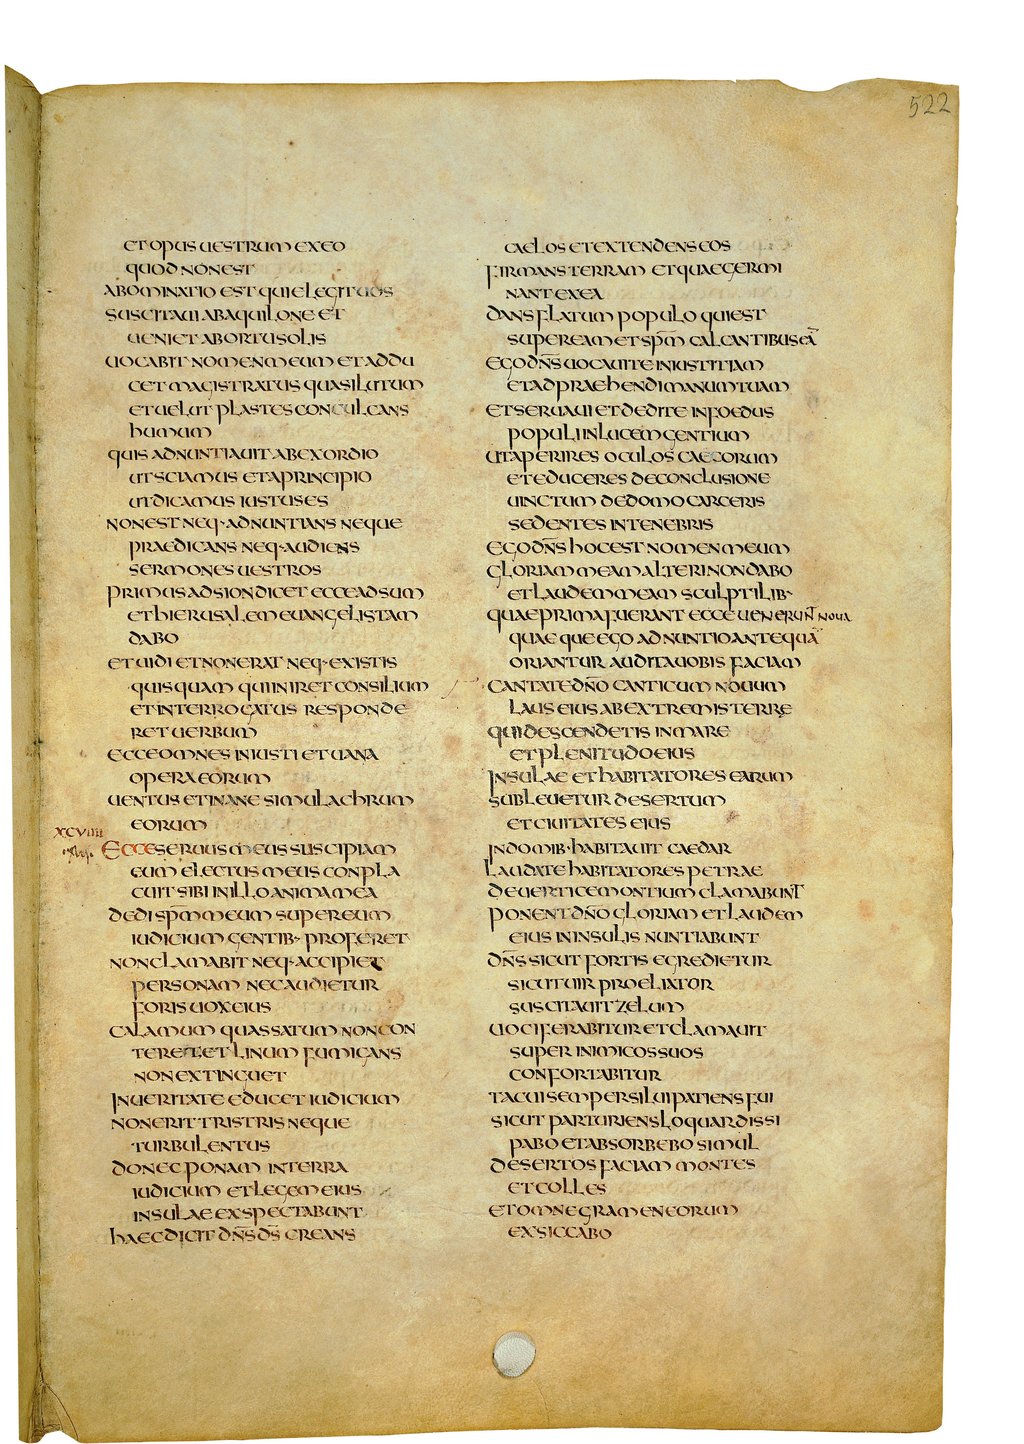 522
ET OPUS UESTRUM EX EO
QUOD NON EST
ABOMINATIO EST QUI ELEGIT UOS
SUSCITAUI AB AQUILONE ET
UENIET AB ORTU SOLIS
UOCABIT NOMEN MEUM ET ADDU
CET MAGISTRATUS QUASI LUTUM
ET UELUT PLASTES CONCULCANS
HUMUM
QUIS ADNUNTIAUIT AB EXORDIO
UT SCIAMUS ET A PRINCIPIO
UT DICAMUS IUSTUS ES
NON EST NEQ· ADNUNTIANS NEQUE
PRAEDICANS NEQ· AUDIENS
SERMONES UESTROS
PRIMUS AD SION DICET ECCE ADSUM
ET HIERUSALEM EUANGELISTAM
DABO
ET UIDI ET NON ERAT NEQ· EX ISTIS
QUISQUAM QUI NIRET CONSILIUM
ET INTERROGATUS RESPONDE
RET UERBUM
ECCE OMNES INIUSTI ET UANA
OPERA EORUM
UENTUS ET INANE SIMULACHRUM
EORUM
XCVIIII
ECCE SERUUS MEUS SUSCIPIAM
EUM ELECTUS MEUS CONPLA
CUIT SIBI IN ILLO ANIMA MEA
DEDI SP̄M MEUM SUPER EUM
IUDICIUM GENTIB· PROFERET
NON CLAMABIT NEQ· ACCIPIET
PERSONAM NEC AUDIETUR
FORIS UOX EIUS
CALAMUM QUASSATUM NON CON
TERET ET LINUM FUMIGANS
NON EXTINGUET
IN UERITATE EDUCET IUDICIUM
NON ERIT TRISTRIS NEQUE
TURBULENTUS
DONEC PONAM IN TERRA
IUDICIUM ET LEGEM EIUS
INSULAE EXSPECTABUNT
HAEC DICIT DN̄S D̄S CREANS
CAELOS ET EXTENDENS EOS
FIRMANS TERRAM ET QUAE GERMI
NANT EX EA
DANS FLATUM POPULO QUI EST
SUPER EAM ET SP̄M CALCANTIBUS EĀ
EGO DN̄S UOCAUI TE IN IUSTITIAM
ET ADPRAEHENDI MANUM TUAM
ET SERUAUI ET DEDI TE IN FOEDUS
POPULI IN LUCEM GENTIUM
UT APERIRES OCULOS CAECORUM
ET EDUCERES DE CONCLUSIONE
UINCTUM DE DOMO CARCERIS
SEDENTES IN TENEBRIS
EGO DN̄S HOC EST NOMEN MEUM
GLORIAM MEAM ALTERI NON DABO
ET LAUDEM MEAM SCULPTILIB·
QUAE PRIMA FUERANT ECCE UENERUNT NOUA
QUAE QUE EGO ADNUNTIO ANTEQUĀ
ORIANTUR AUDITA UOBIS FACIAM
CANTATE DN̄O CANTICUM NOUUM
LAUS EIUS AB EXTREMIS TERRE
QUI DESCENDETIS IN MARE
ET PLENITUDO EIUS
INSULAE ET HABITATORES EARUM
SUBLEUETUR DESERTUM
ET CIUITATES EIUS
IN DOMIB· HABITAUIT CAEDAR
LAUDATE HABITATORES PETRAE
DE UERTICE MONTIUM CLAMABUNT
PONENT DN̄O GLORIAM ET LAUDEM
EIUS IN INSULIS NUNTIABUNT
DN̄S SICUT FORTIS EGREDIETUR
SICUT UIR PROELIATOR
SUSCITAUIT ZELUM
UOCIFERABITUR ET CLAMAUIT
SUPER INIMICOS SUOS
CONFORTABITUR
TACUI SEMPER SILUI PATIENS FUI
SICUT PARTURIENS LOQUAR DISSI
PABO ET ABSORBEBO SIMUL
DESERTOS FACIAM MONTES
ET COLLES
ET OMNE GRAMEN EORUM
EXSICCABO